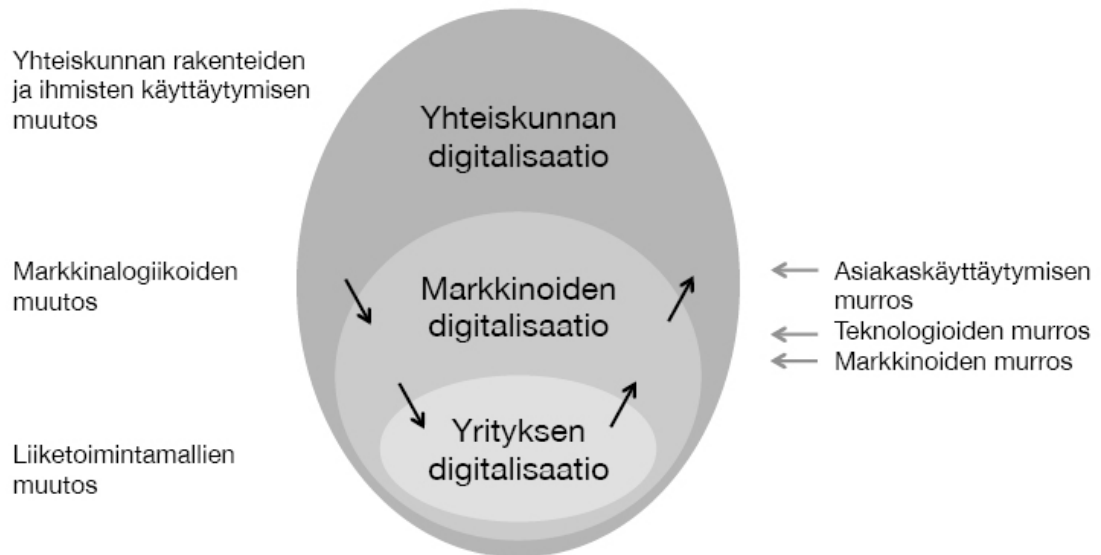 Yhteiskunnan rakenteiden
ja ihmisten käyttäytymisen
muutos
Yhteiskunnan
digitalisaatio
Markkinalogiikoiden
muutos
Markkinoiden
digitalisaatio
Asiakaskäyttäytymisen
murros
Teknologioiden murros
Markkinoiden murros
Liiketoimintamallien
muutos
Yrityksen
digitalisaatio